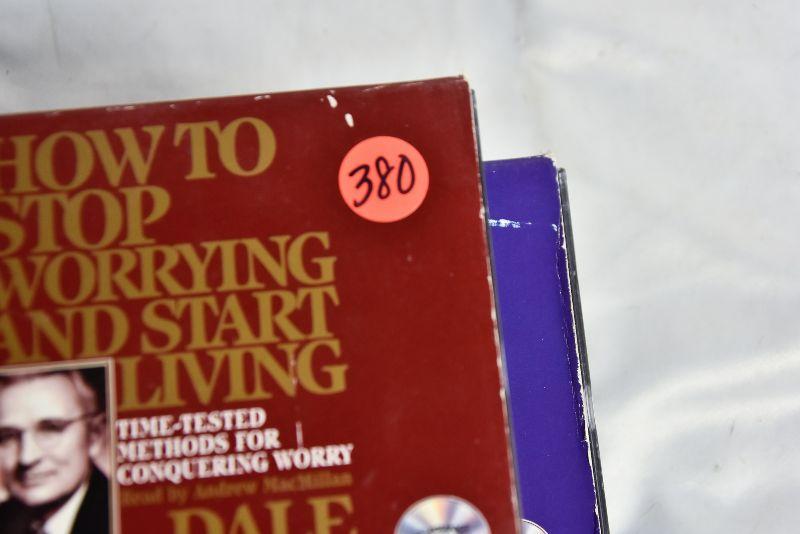 HOW TO
STOP
WORRYING
AND START
LIVING
380
TIME-TESTED
METHODS FOR
CONQUERING WORRY
Read by Andrew MacMillan
DALE